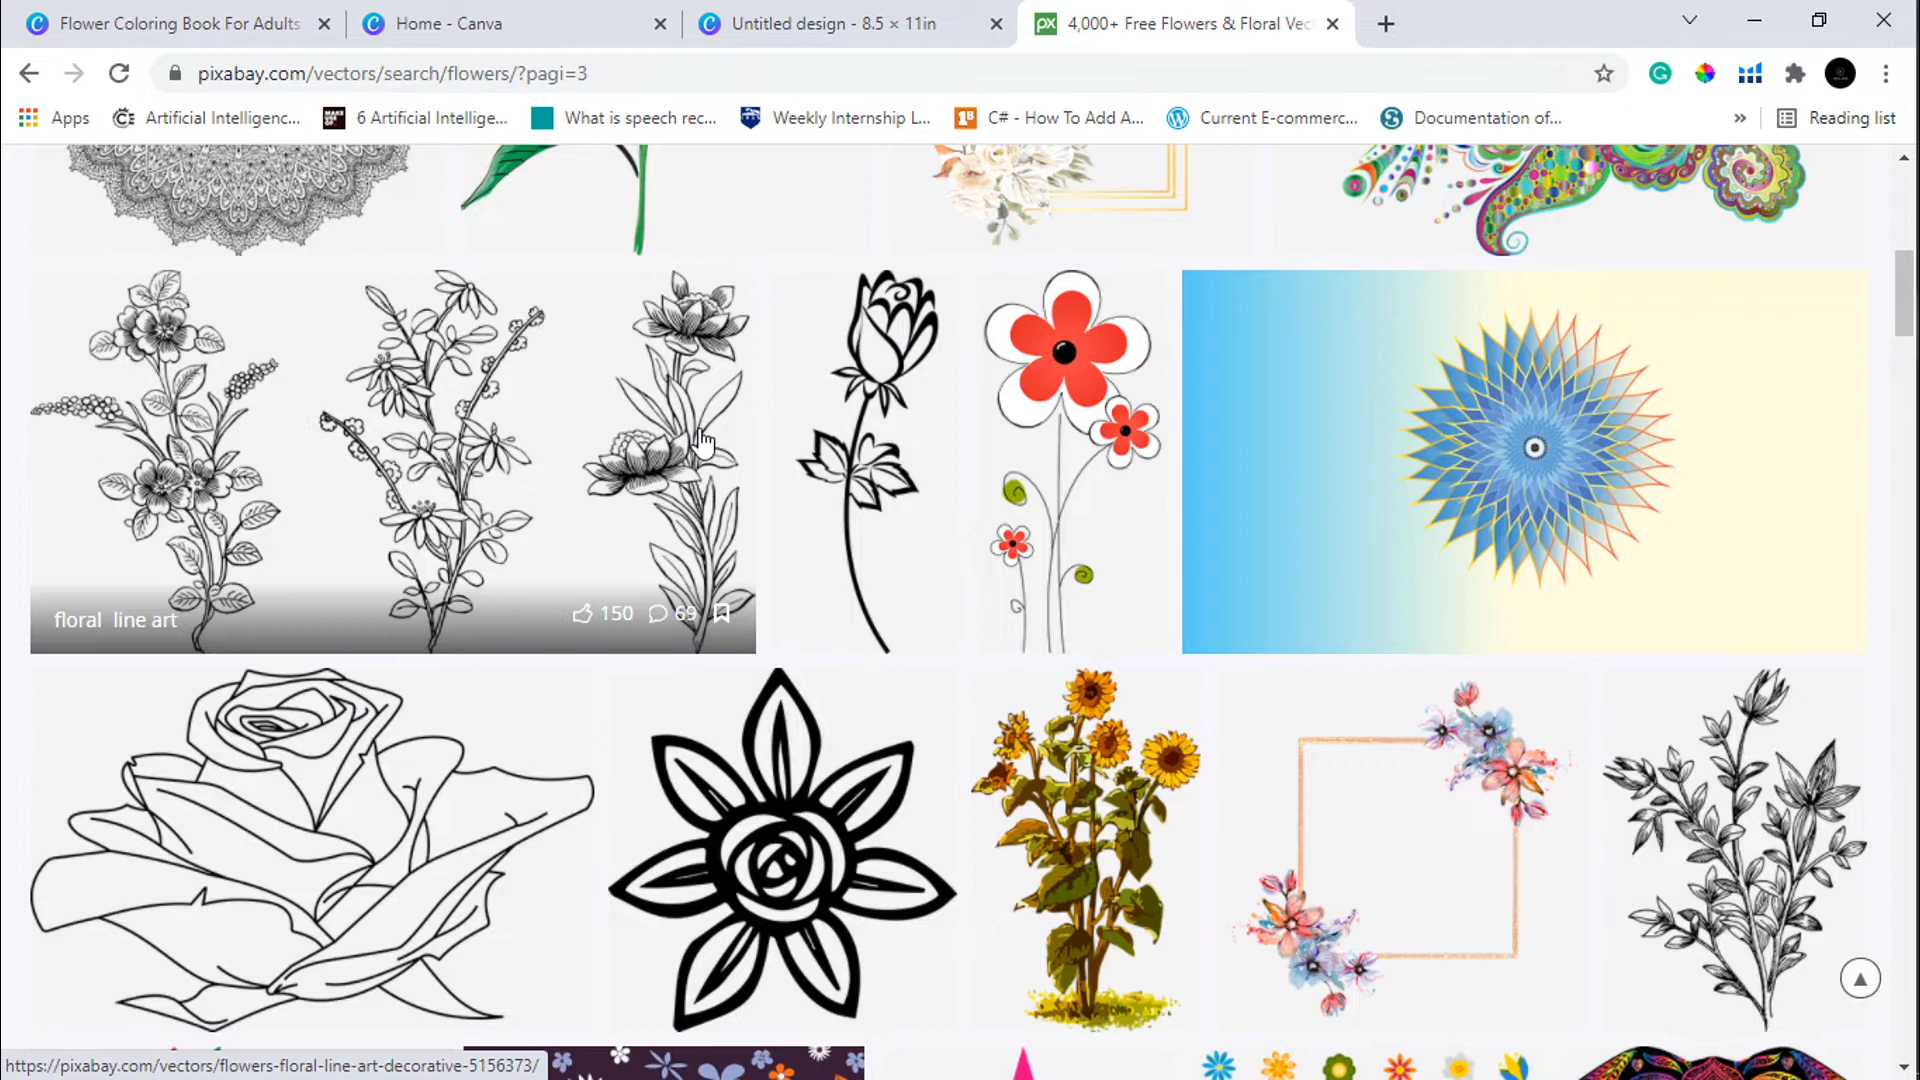 Flower Coloring Book For Adults
Home - Canva
Untitled design - 8.5 × 11in
px
4,000+ Free Flowers & Floral Vect
pixabay.com/vectors/search/flowers/?pagi=3
Apps
Artificial Intelligenc...
6 Artificial Intellige...
What is speech rec...
Weekly Internship L...
C# - How To Add A...
Current E-commerc...
Documentation of...
»
Reading list
floral line art
150
69
https://pixabay.com/vectors/flowers-floral-line-art-decorative-5156373/